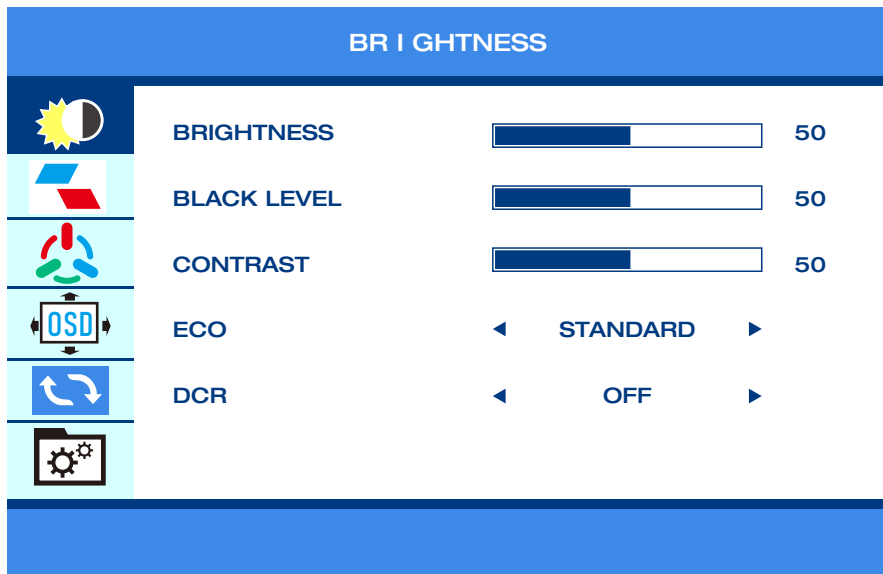 BR I GHTNESS
BRIGHTNESS 50
BLACK LEVEL 50
CONTRAST 50
OSD
ECO STANDARD
DCR OFF